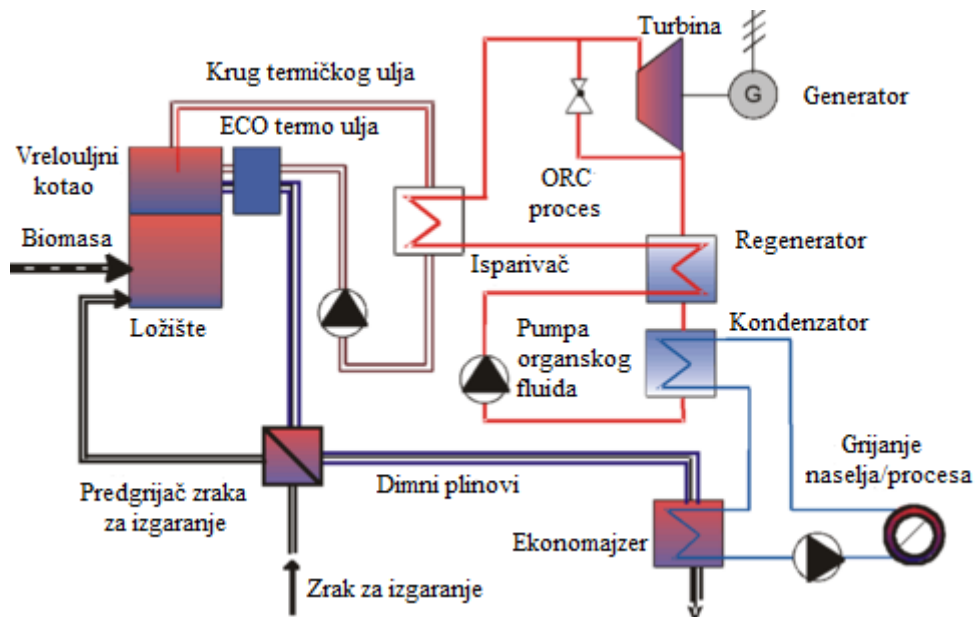 Turbina
Krug termičkog ulja
G
Generator
ECO termo ulja
Vrelouljni
kotao
ORC
proces
Biomasa
Isparivač
Regenerator
Ložište
Pumpa
organskog
fluida
Kondenzator
Grijanje
naselja/procesa
Predgrijač zraka
za izgaranje
Dimni plinovi
Ekonomajzer
Zrak za izgaranje